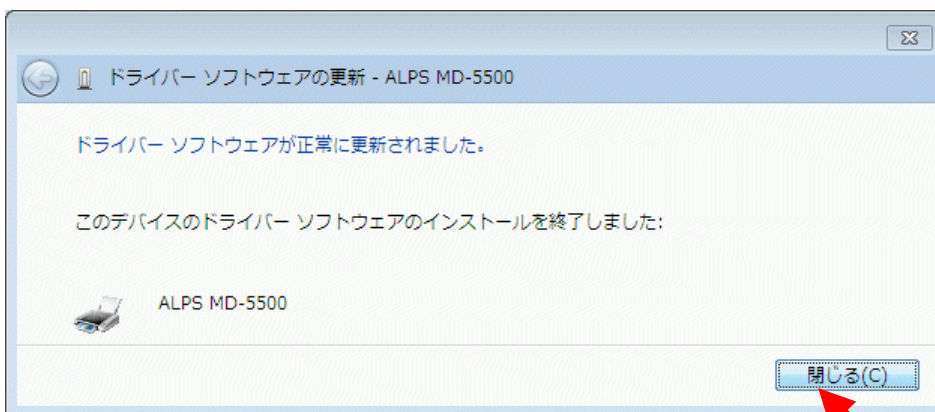 ドライバー ソフトウェアの更新 - ALPS MD-5500
ドライバー ソフトウェアが正常に更新されました。
このデバイスのドライバー ソフトウェアのインストールを終了しました:
ALPS MD-5500
閉じる(C)